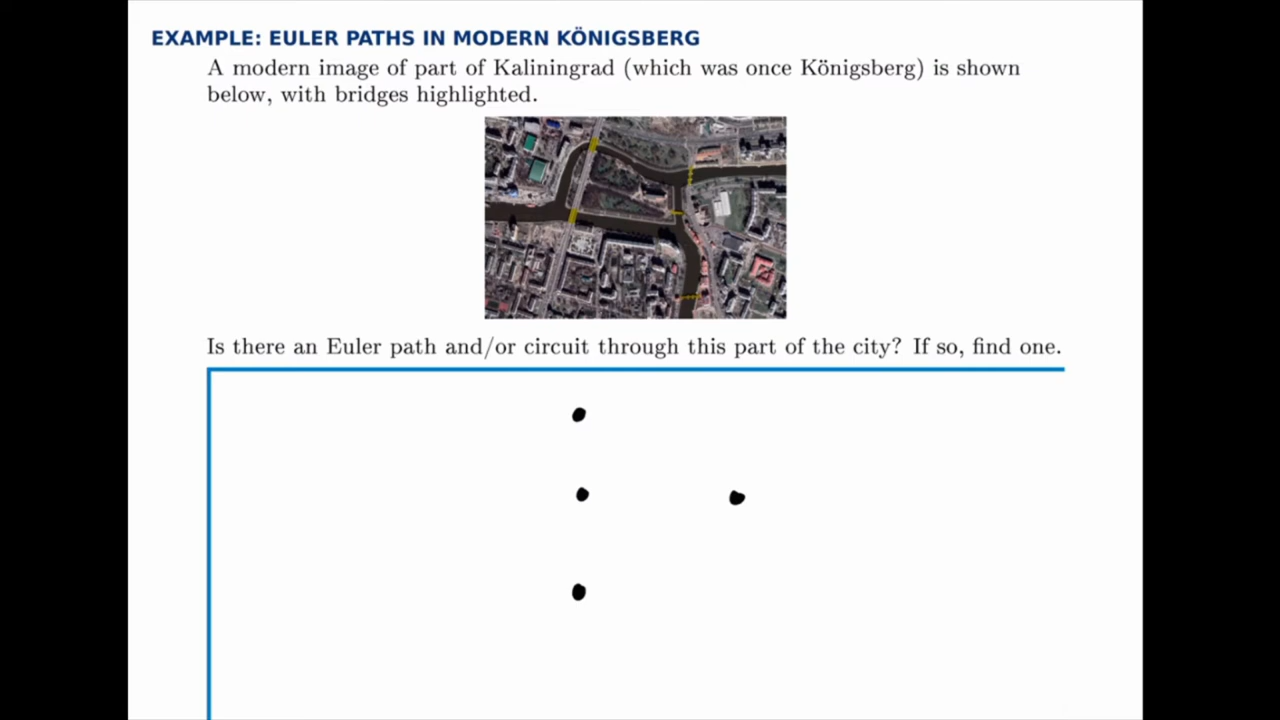 EXAMPLE: EULER PATHS IN MODERN KÖNIGSBERG
A modern image of part of Kaliningrad (which was once Königsberg) is shown
below, with bridges highlighted.
Is there an Euler path and/or circuit through this part of the city? If so, find one.